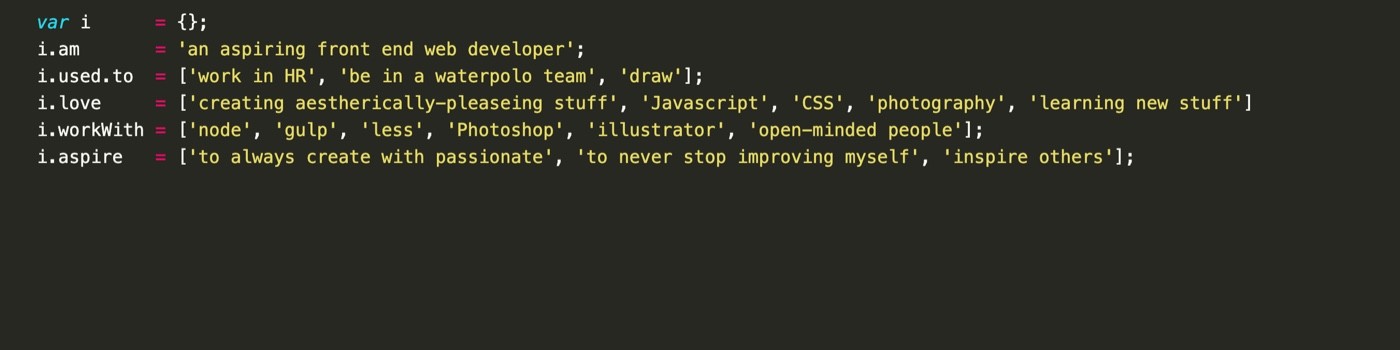 var i      = {};
i.am       = 'an aspiring front end web developer';
i.used.to  = ['work in HR', 'be in a waterpolo team', 'draw'];
i.love     = ['creating aestherically-pleaseing stuff', 'Javascript', 'CSS', 'photography', 'learning new stuff']
i.workWith = ['node', 'gulp', 'less', 'Photoshop', 'illustrator', 'open-minded people'];
i.aspire   = ['to always create with passionate', 'to never stop improving myself', 'inspire others'];